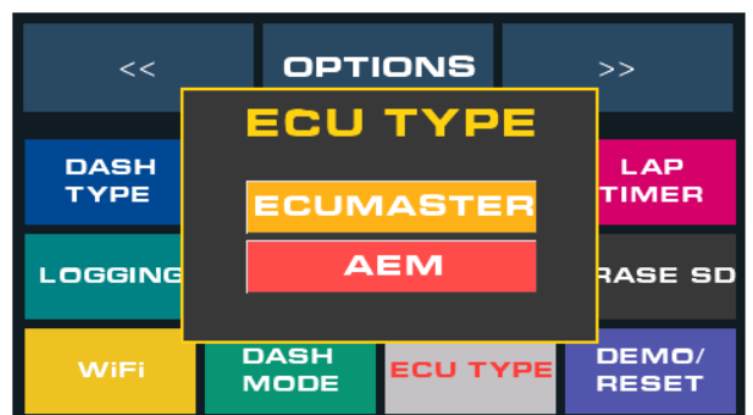 << OPTIONS >>
ECU TYPE
ECUMASTER
AEM
DASH
TYPE
LAP
TIMER
LOGGING
RASE SD
WiFi
DASH
MODE
ECU TYPE
DEMO/
RESET